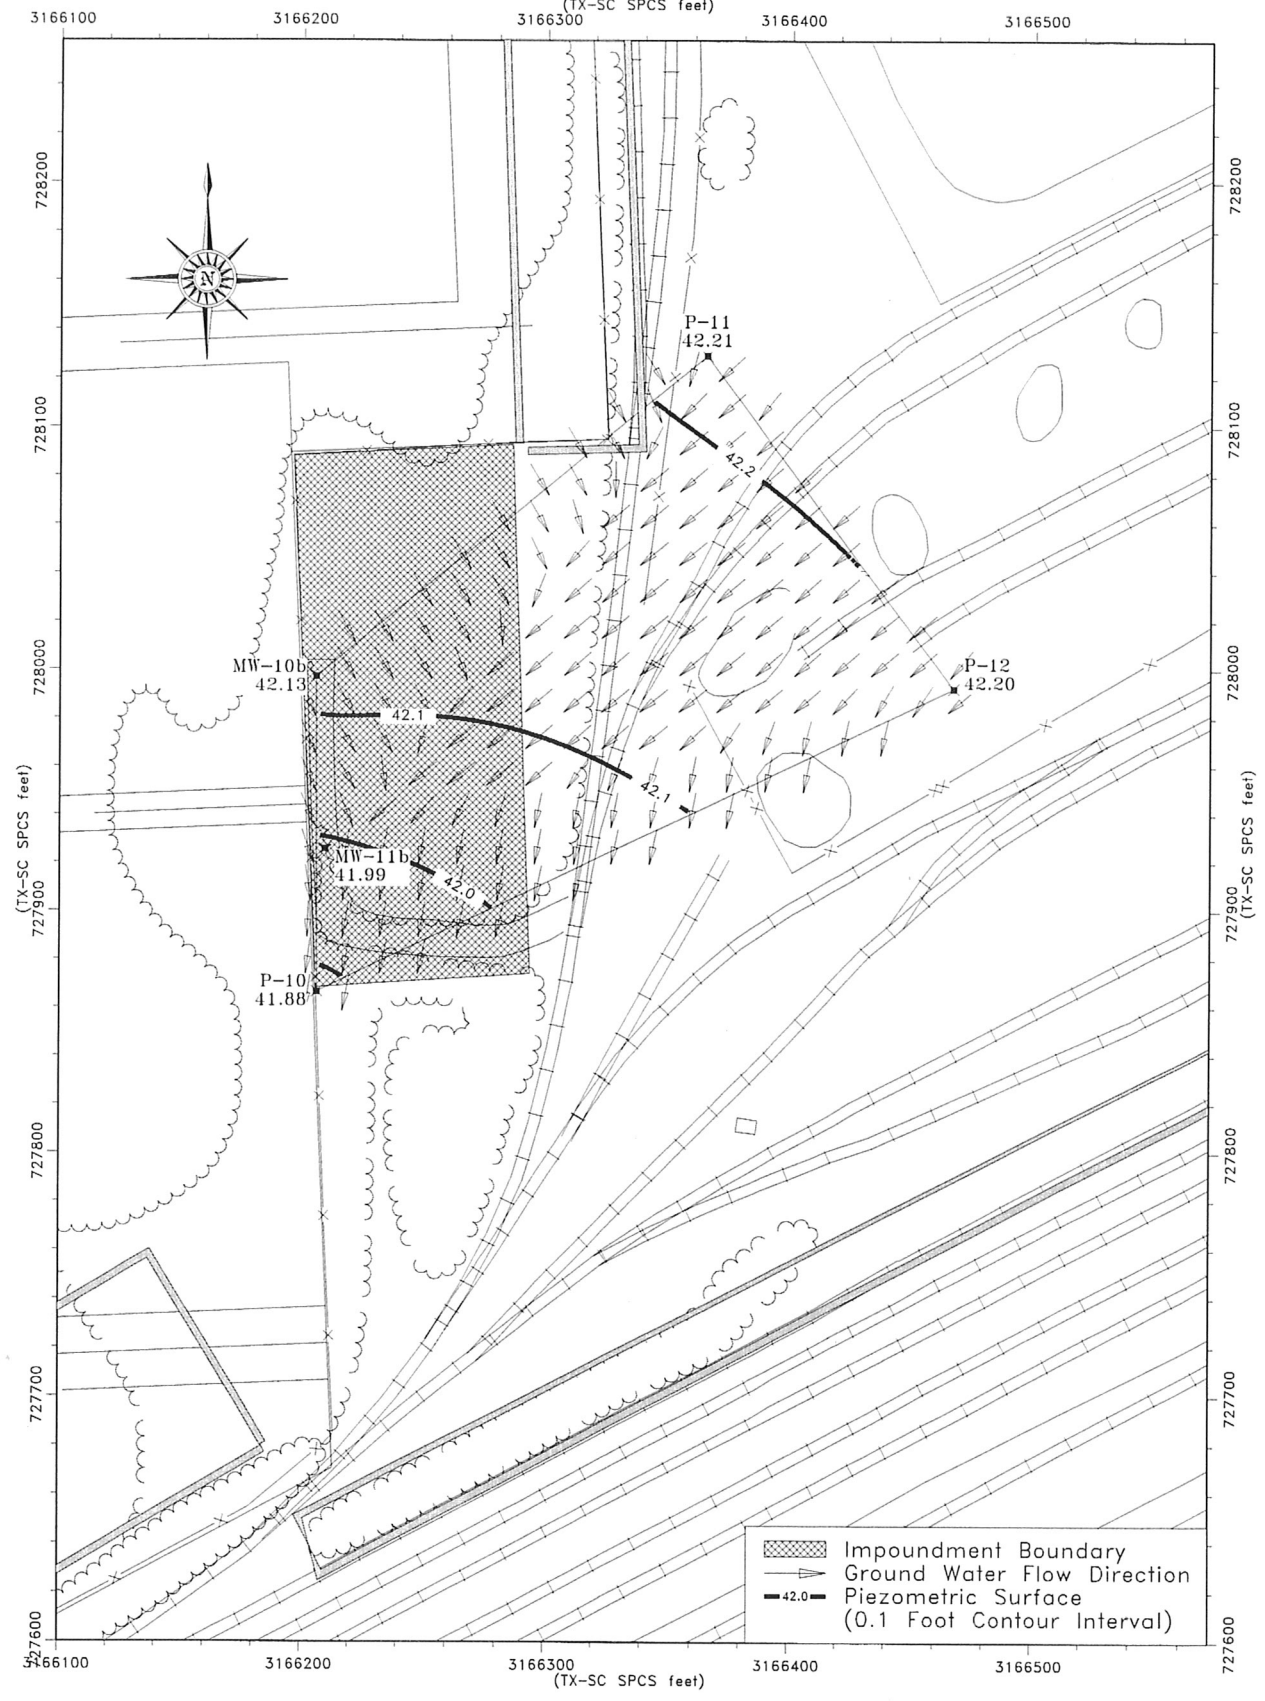 (TX-SC SPCS feet)
3166100 3166200 3166300 3166400 3166500
728200
728200
N
P-11
42.21
728100
728100
42.2
728000
728000
MW-10b
42.13
P-12
42.20
42.1
42.1
(TX-SC SPCS feet)
(TX-SC SPCS feet)
MW-11b
41.99
42.0
727900
727900
P-10
41.88
727800
727800
727700
727700
Impoundment Boundary
Ground Water Flow Direction
42.0 Piezometric Surface
(0.1 Foot Contour Interval)
727600
727600
3166100 3166200 3166300 3166400 3166500
(TX-SC SPCS feet)